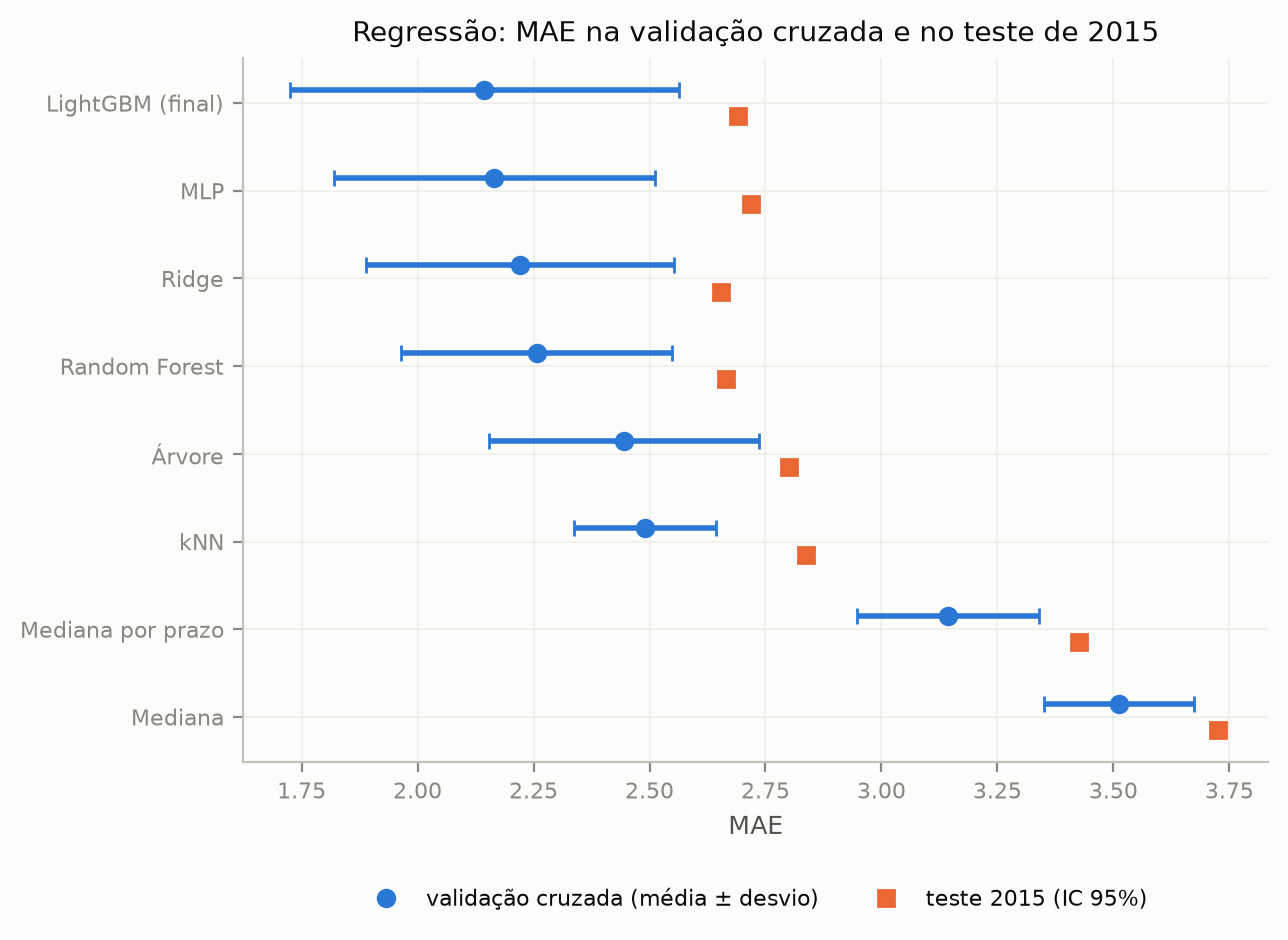 Regressão: MAE na validação cruzada e no teste de 2015
LightGBM (final)
MLP
Ridge
Random Forest
Árvore
kNN
Mediana por prazo
Mediana
1.75 2.00 2.25 2.50 2.75 3.00 3.25 3.50 3.75
MAE
validação cruzada (média ± desvio) teste 2015 (IC 95%)